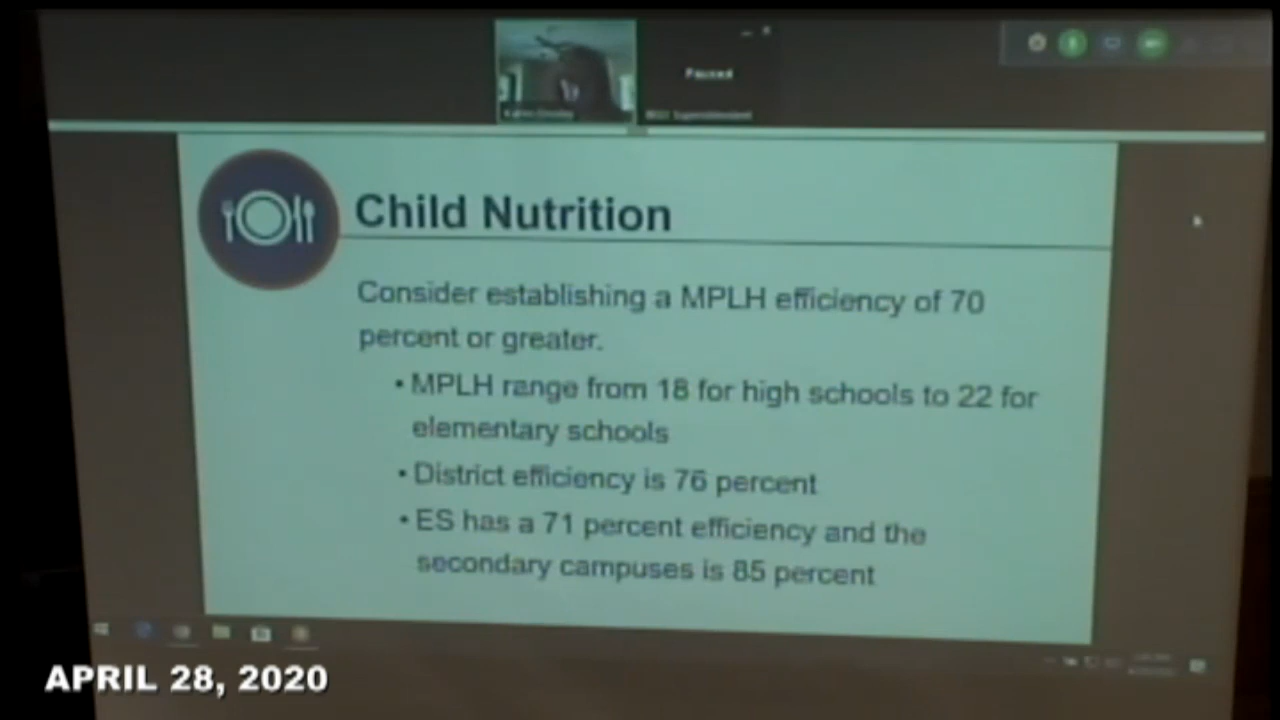 Paused
Child Nutrition
Consider establishing a MPLH efficiency of 70
percent or greater.
• MPLH range from 18 for high schools to 22 for
elementary schools
• District efficiency is 76 percent
• ES has a 71 percent efficiency and the
secondary campuses is 85 percent
APRIL 28, 2020